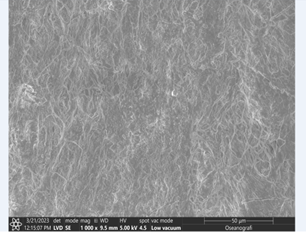 3/21/2023 det mode mag WD HV spot vac mode 50 µm
12:15:07 PM LVD SE 1 000 x 9.5 mm 5.00 kV 4.5 Low vacuum Oseanografi